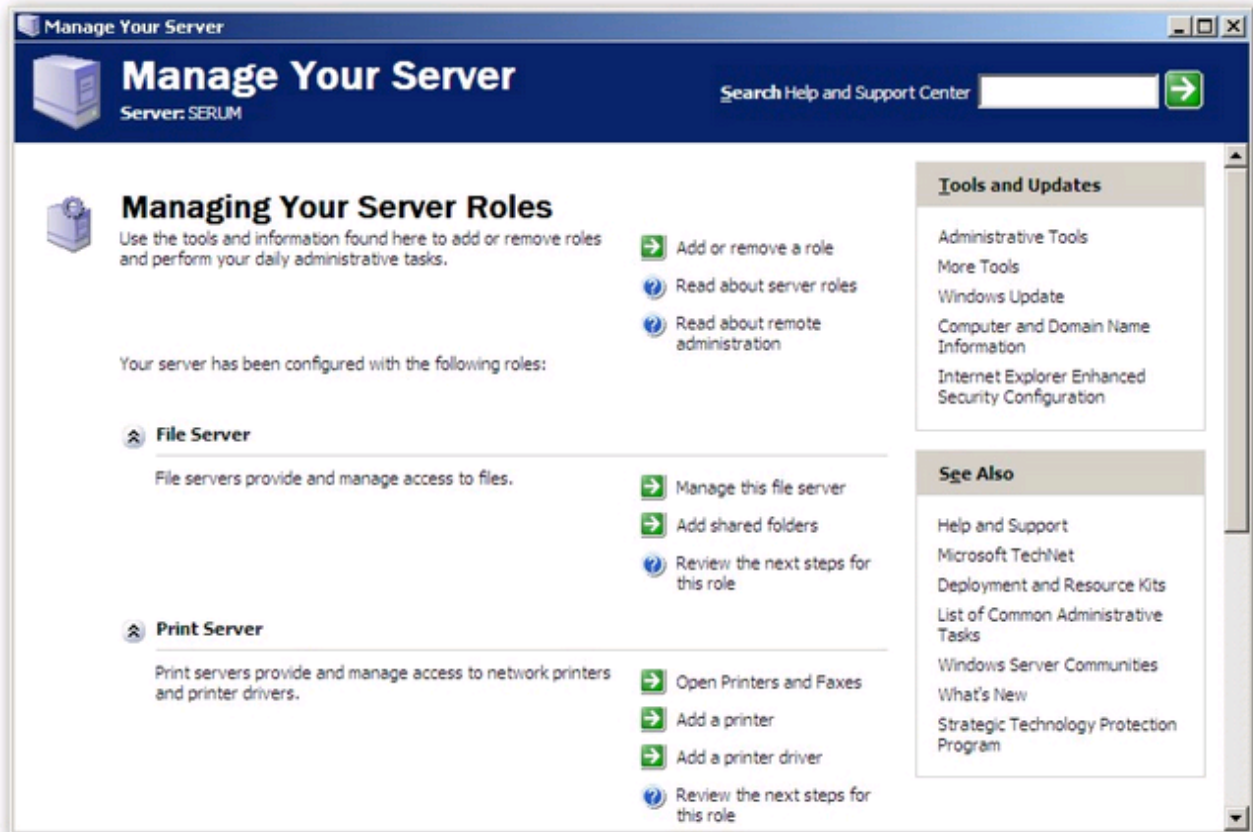 Manage Your Server
Manage Your Server
Server: SERUM
Search Help and Support Center
Managing Your Server Roles
Use the tools and information found here to add or remove roles
and perform your daily administrative tasks.
Add or remove a role
Read about server roles
Read about remote
administration
Your server has been configured with the following roles:
File Server
File servers provide and manage access to files.
Manage this file server
Add shared folders
Review the next steps for
this role
Print Server
Print servers provide and manage access to network printers
and printer drivers.
Open Printers and Faxes
Add a printer
Add a printer driver
Review the next steps for
this role
Tools and Updates
Administrative Tools
More Tools
Windows Update
Computer and Domain Name
Information
Internet Explorer Enhanced
Security Configuration
See Also
Help and Support
Microsoft TechNet
Deployment and Resource Kits
List of Common Administrative
Tasks
Windows Server Communities
What's New
Strategic Technology Protection
Program